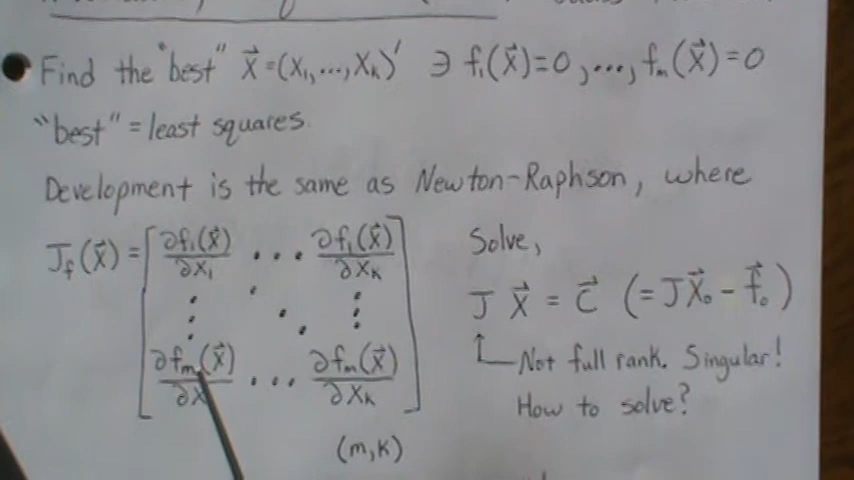 Find the "best" X⃗ = (X₁, ..., Xₖ)' ∋ f₁(X⃗)=0, ..., fₘ(X⃗)=0
"best" = least squares.
Development is the same as Newton-Raphson, where
J_f(X⃗) = [ ∂f₁(X⃗)/∂X₁ ... ∂f₁(X⃗)/∂Xₖ
⋮ ⋱ ⋮
∂fₘ(X⃗)/∂X ... ∂fₘ(X⃗)/∂Xₖ ]
(m,k)
Solve,
J X⃗ = C⃗ (= JX⃗₀ - f⃗₀)
Not full rank. Singular!
How to solve?